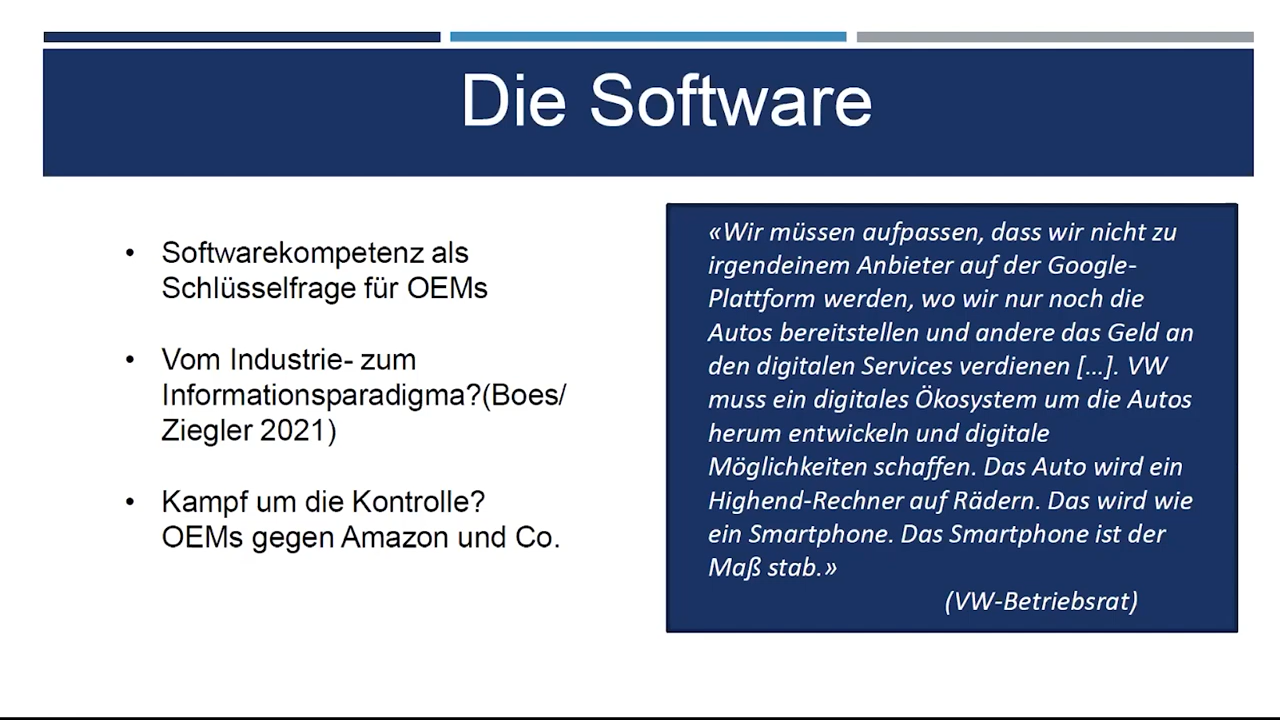 Die Software
• Softwarekompetenz als
Schlüsselfrage für OEMs
• Vom Industrie- zum
Informationsparadigma?(Boes/
Ziegler 2021)
• Kampf um die Kontrolle?
OEMs gegen Amazon und Co.
«Wir müssen aufpassen, dass wir nicht zu
irgendeinem Anbieter auf der Google-
Plattform werden, wo wir nur noch die
Autos bereitstellen und andere das Geld an
den digitalen Services verdienen […]. VW
muss ein digitales Ökosystem um die Autos
herum entwickeln und digitale
Möglichkeiten schaffen. Das Auto wird ein
Highend-Rechner auf Rädern. Das wird wie
ein Smartphone. Das Smartphone ist der
Maß stab.»
(VW-Betriebsrat)